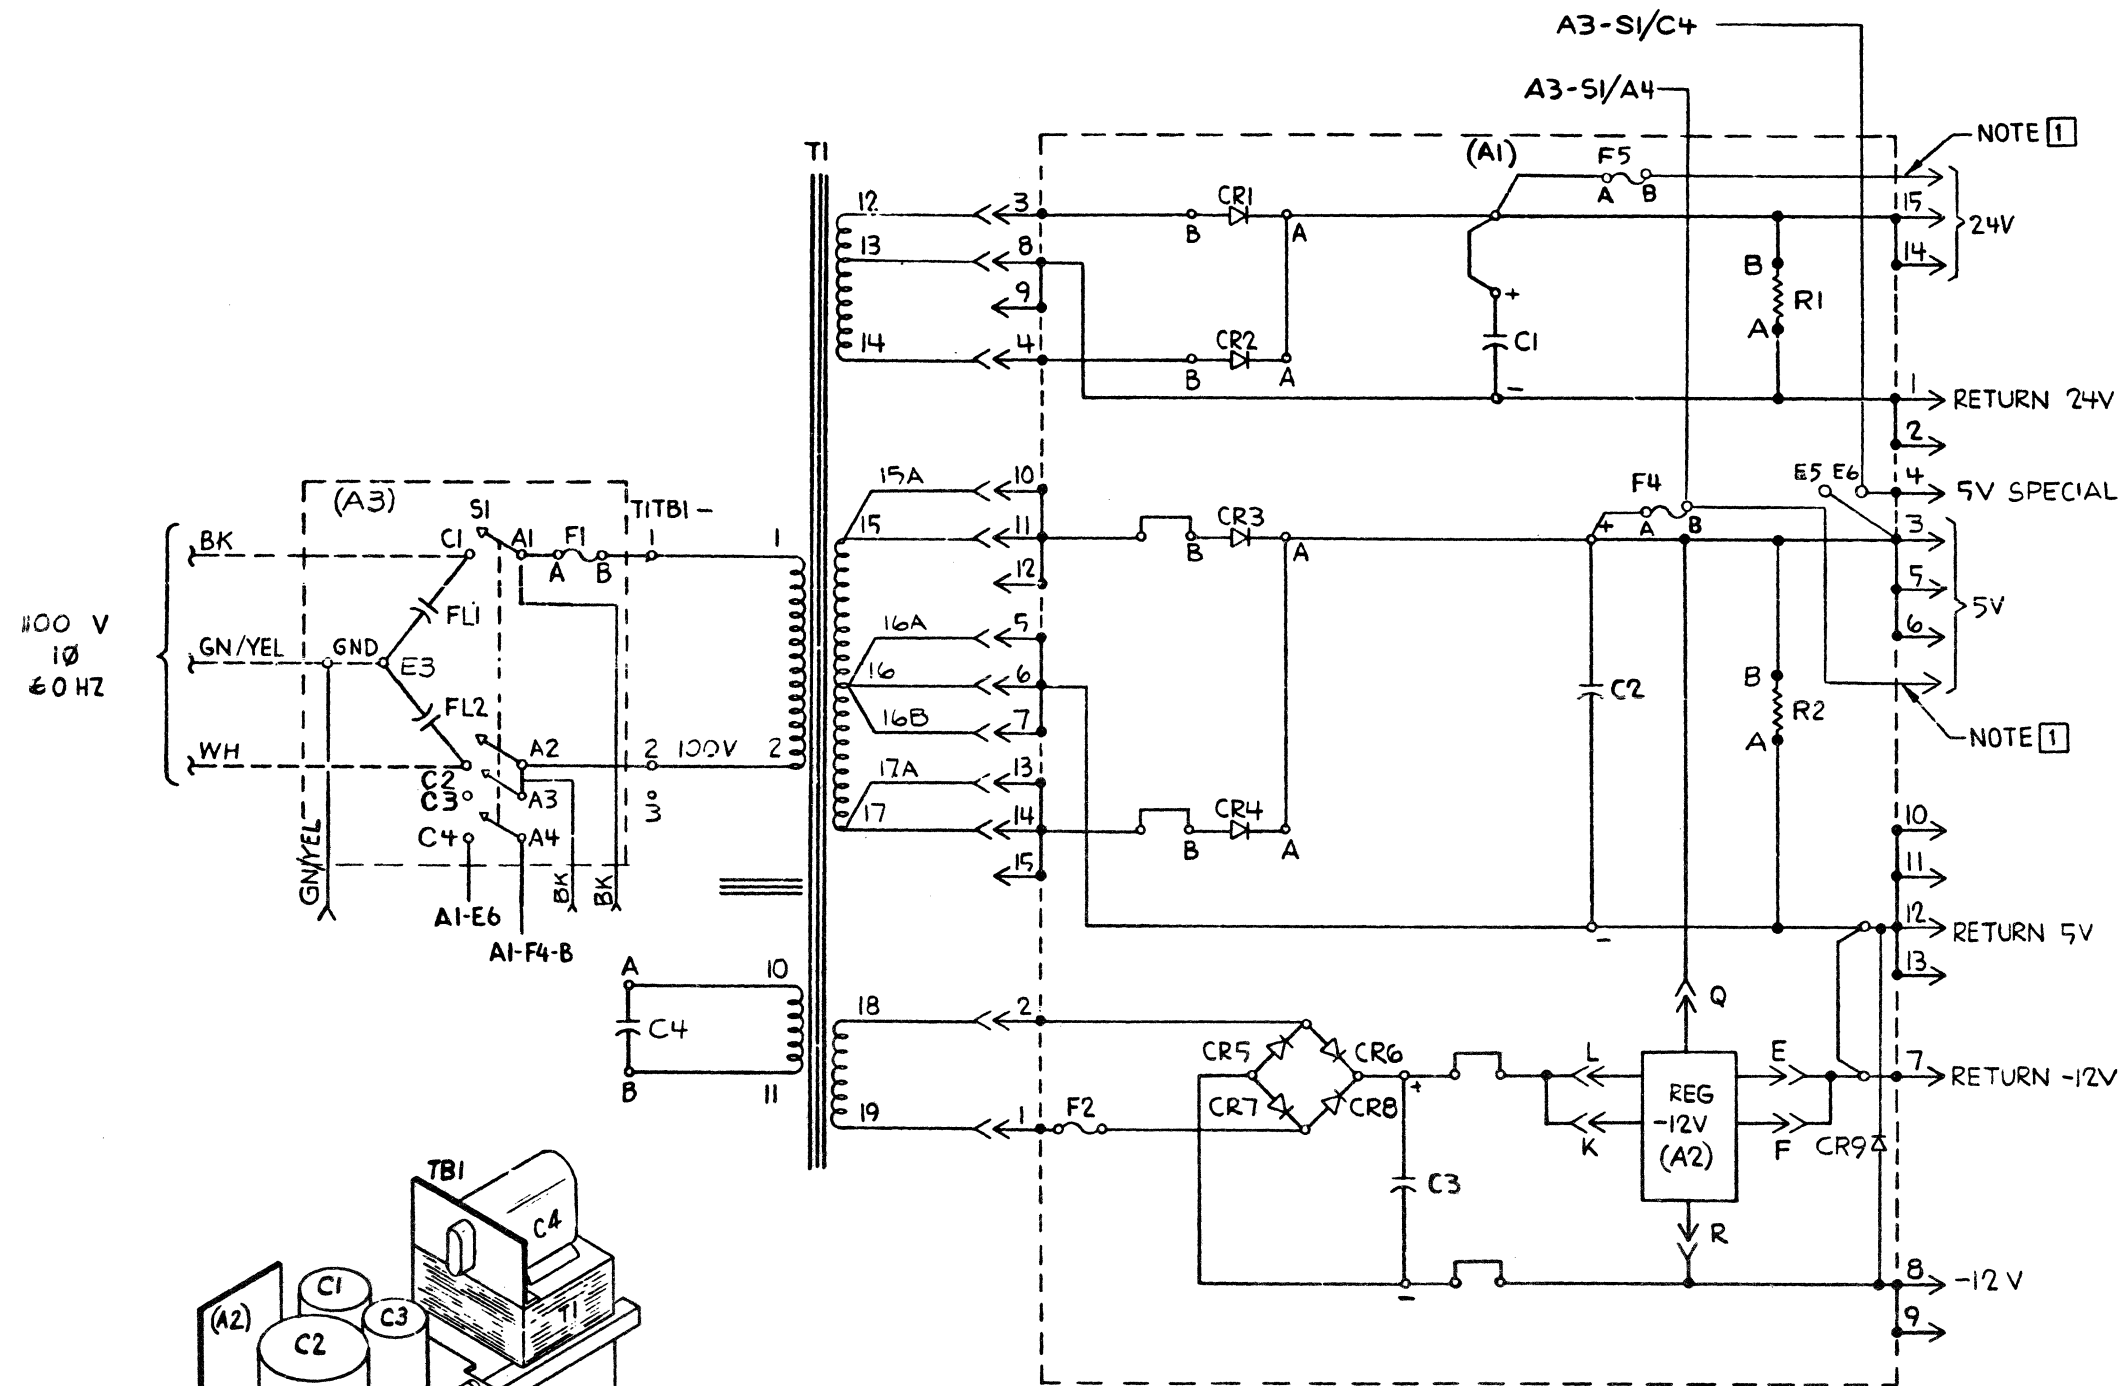 A3-S1/C4
A3-S1/A4
NOTE 1
T1
(A1)
F5
A B
12 3 CR1 15
B A 24V
13 8 14
9 B
R1
+ A
14 4 CR2 C1
B A
-
1 RETURN 24V
2
15A 10 E5 E6 4 5V SPECIAL
F4
(A3) S1 T1TB1 -
15 11 CR3 + A B 3
BK C1 A1 F1 1 1 B A
A B
12 5
FL1 5V
16A 5 6
100 V
1Ø
60 HZ
GN/YEL GND E3
16 6 B
C2 R2
FL2 16B 7 A
NOTE 1
WH A2 2 100V 2
C2
C3 A3 3
17A 13
C4 A4 17 14 CR4 10
B A
GN/YEL BK BK 15 11
A1-E6
A1-F4-B
12 RETURN 5V
-
A 10 13
Q
18 2
C4
CR5 CR6 L E 7 RETURN -12V
+
B 11 REG
-12V
(A2)
19 1 F2 CR7 CR8 K F CR9
C3
R
8 -12 V
-
9
TB1
C4
C1
(A2) C3 T1
C2